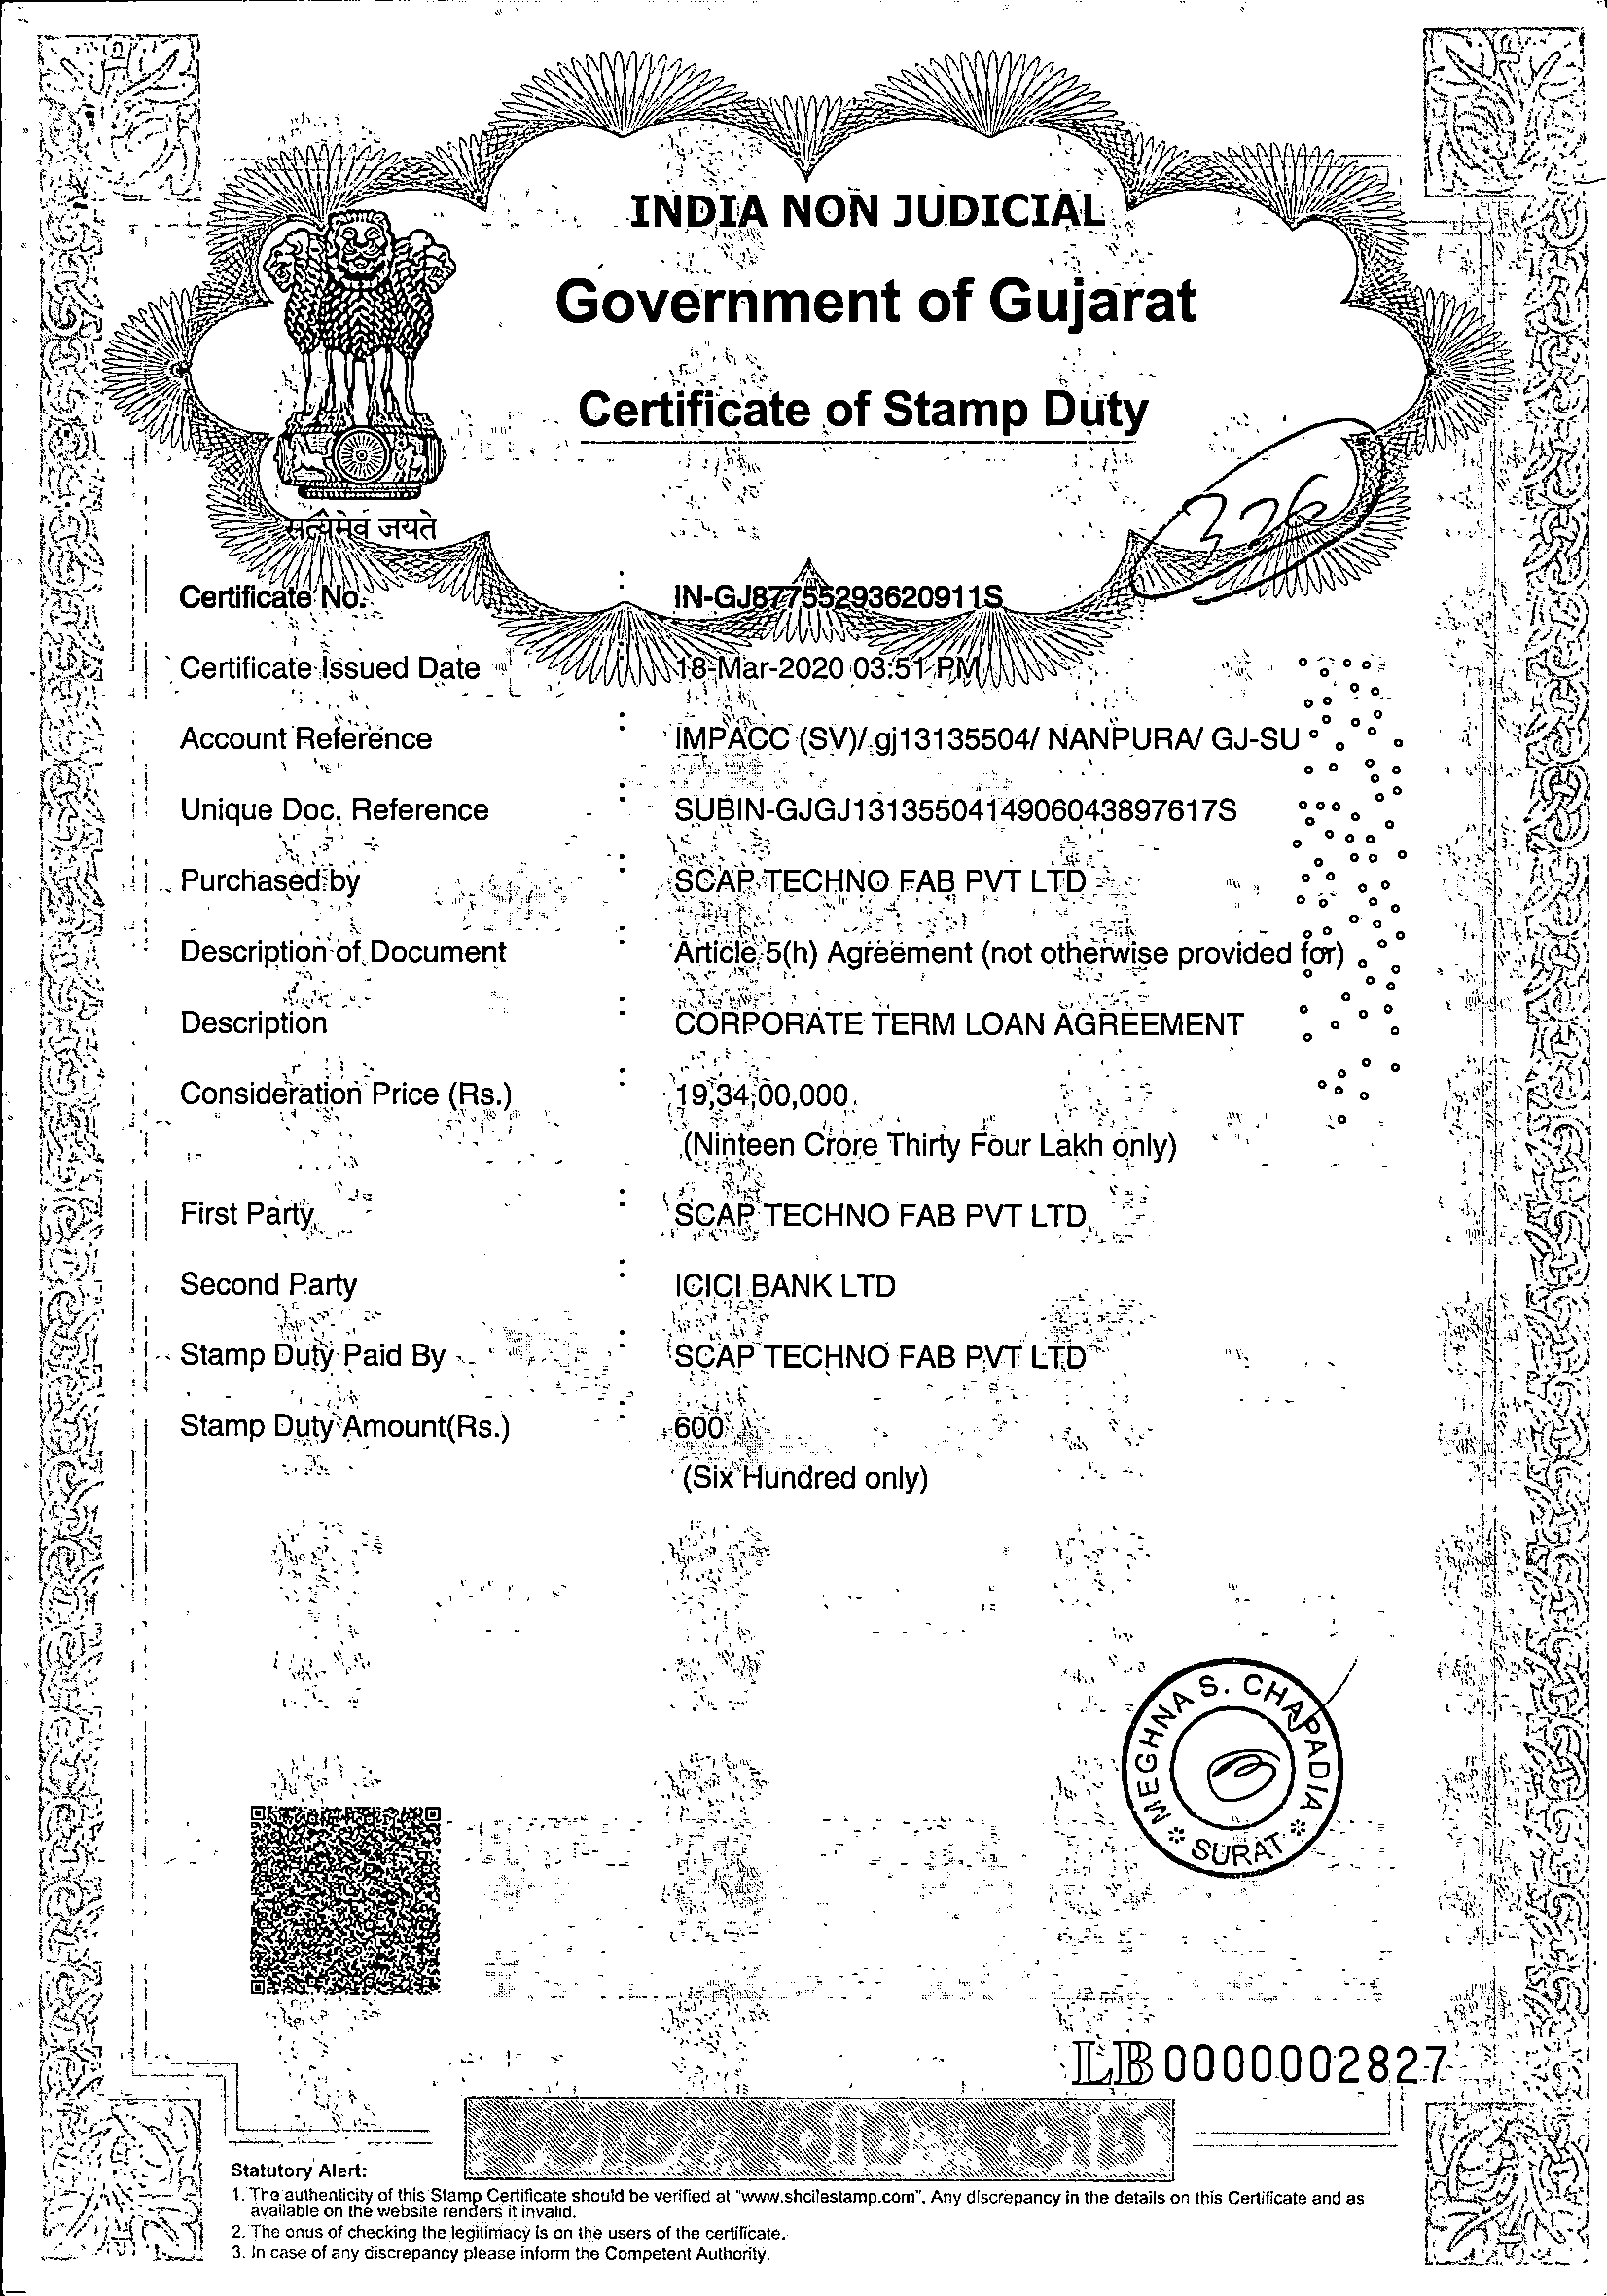 INDIA NON JUDICIAL
Government of Gujarat
Certificate of Stamp Duty
326
सत्यमेव जयते
Certificate No. : IN-GJ87755293620911S
Certificate Issued Date : 18-Mar-2020 03:51 PM
Account Reference : IMPACC (SV)/ gj13135504/ NANPURA/ GJ-SU
Unique Doc. Reference : SUBIN-GJGJ1313550414906043897617S
Purchased by : SCAP TECHNO FAB PVT LTD
Description of Document : Article 5(h) Agreement (not otherwise provided for)
Description : CORPORATE TERM LOAN AGREEMENT
Consideration Price (Rs.) : 19,34,00,000
(Ninteen Crore Thirty Four Lakh only)
First Party : SCAP TECHNO FAB PVT LTD
Second Party : ICICI BANK LTD
Stamp Duty Paid By : SCAP TECHNO FAB PVT LTD
Stamp Duty Amount(Rs.) : 600
(Six Hundred only)
MEGHNA S. CHAPADIA
SURAT
LB 0000002827
Statutory Alert:
1. The authenticity of this Stamp Certificate should be verified at "www.shcilestamp.com". Any discrepancy in the details on this Certificate and as
available on the website renders it invalid.
2. The onus of checking the legitimacy is on the users of the certificate.
3. In case of any discrepancy please inform the Competent Authority.